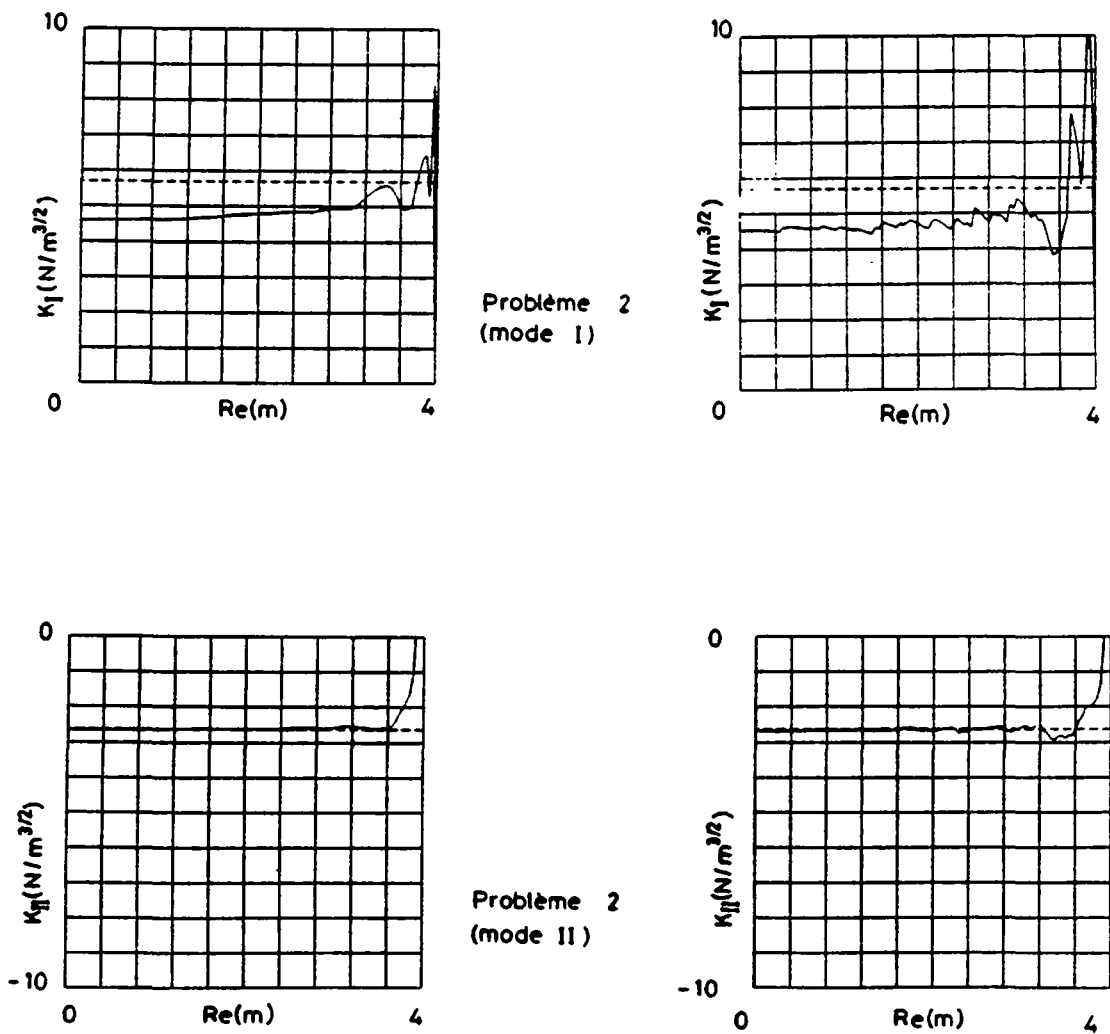 10
K_I (N/m^3/2)
0
Re(m)
4
Problème 2
(mode I)
10
K_I (N/m^3/2)
0
Re(m)
4
0
K_II (N/m^3/2)
-10
0
Re(m)
4
Problème 2
(mode II)
0
K_II (N/m^3/2)
-10
0
Re(m)
4